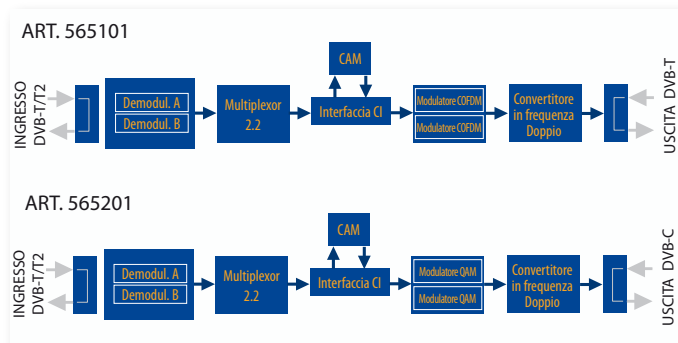 ART. 565101
INGRESSO
DVB-T/T2
Demodul. A
Demodul. B
Multiplexor
2.2
CAM
Interfaccia CI
Modulatore COFDM
Modulatore COFDM
Convertitore
in frequenza
Doppio
USCITA DVB-T
ART. 565201
INGRESSO
DVB-T/T2
Demodul. A
Demodul. B
Multiplexor
2.2
CAM
Interfaccia CI
Modulatore QAM
Modulatore QAM
Convertitore
in frequenza
Doppio
USCITA DVB-C